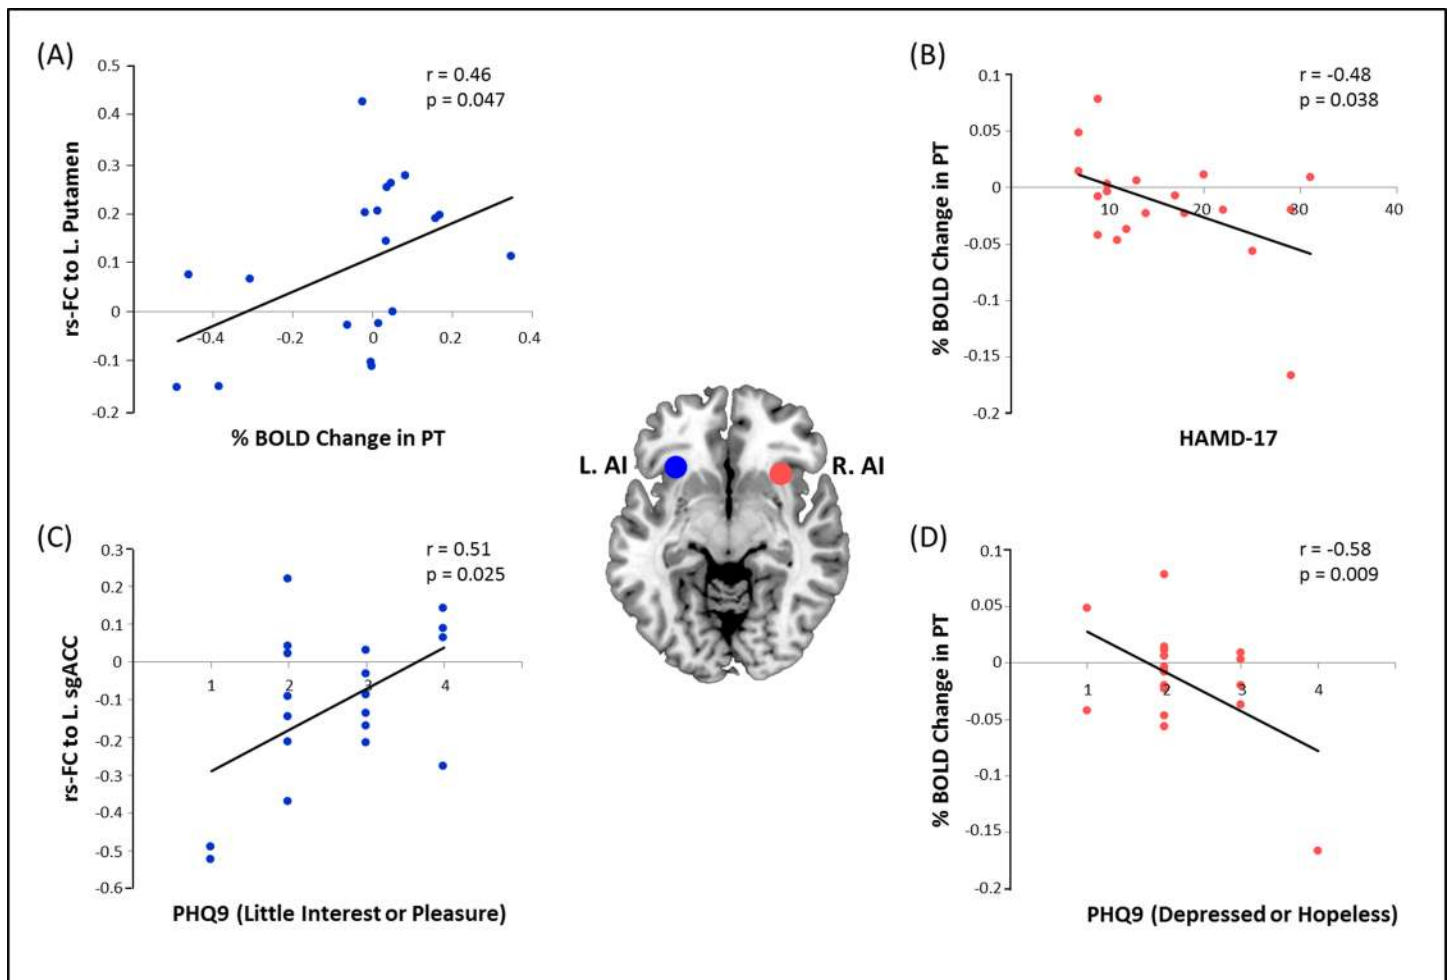 (A)
r = 0.46
p = 0.047
0.5
0.4
0.3
0.2
0.1
0
-0.1
-0.2
-0.4
-0.2
0
0.2
0.4
rs-FC to L. Putamen
% BOLD Change in PT
(B)
r = -0.48
p = 0.038
0.1
0.05
0
-0.05
-0.1
-0.15
-0.2
10
20
30
40
% BOLD Change in PT
HAMD-17
L. AI
R. AI
(C)
r = 0.51
p = 0.025
0.3
0.2
0.1
0
-0.1
-0.2
-0.3
-0.4
-0.5
-0.6
1
2
3
4
rs-FC to L. sgACC
PHQ9 (Little Interest or Pleasure)
(D)
r = -0.58
p = 0.009
0.1
0.05
0
-0.05
-0.1
-0.15
-0.2
1
2
3
4
% BOLD Change in PT
PHQ9 (Depressed or Hopeless)